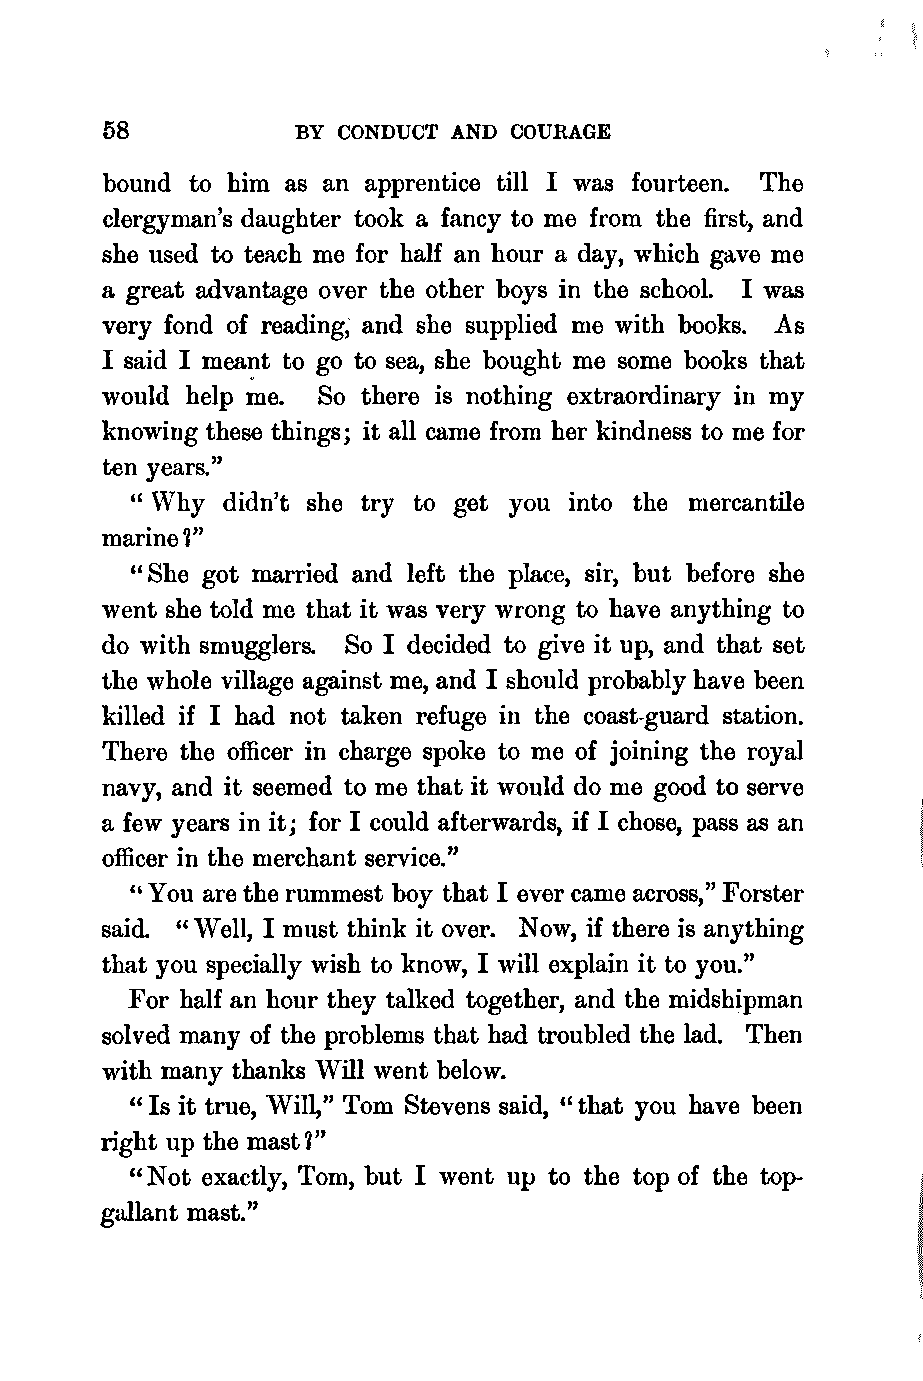 58 BY CONDUCT AND COURAGE
bound to him as an apprentice till I was fourteen. The
clergyman's daughter took a fancy to me from the first, and
she used to teach me for half an hour a day, which gave me
a great advantage over the other boys in the school. I was
very fond of reading, and she supplied me with books. As
I said I meant to go to sea, she bought me some books that
would help me. So there is nothing extraordinary in my
knowing these things; it all came from her kindness to me for
ten years."
"Why didn't she try to get you into the mercantile
marine?"
"She got married and left the place, sir, but before she
went she told me that it was very wrong to have anything to
do with smugglers. So I decided to give it up, and that set
the whole village against me, and I should probably have been
killed if I had not taken refuge in the coast-guard station.
There the officer in charge spoke to me of joining the royal
navy, and it seemed to me that it would do me good to serve
a few years in it; for I could afterwards, if I chose, pass as an
officer in the merchant service."
"You are the rummest boy that I ever came across," Forster
said. "Well, I must think it over. Now, if there is anything
that you specially wish to know, I will explain it to you."
For half an hour they talked together, and the midshipman
solved many of the problems that had troubled the lad. Then
with many thanks Will went below.
"Is it true, Will," Tom Stevens said, "that you have been
right up the mast?"
"Not exactly, Tom, but I went up to the top of the top-
gallant mast."